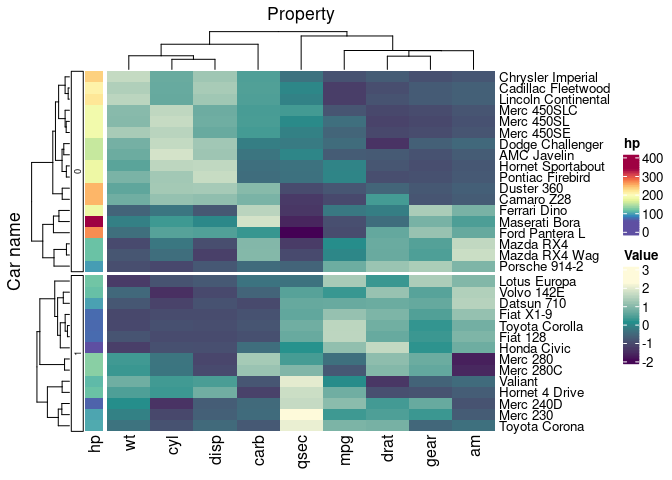 Property
Chrysler Imperial
Cadillac Fleetwood
Lincoln Continental
Merc 450SLC
Merc 450SL
Merc 450SE
Dodge Challenger
AMC Javelin
Hornet Sportabout
Pontiac Firebird
Duster 360
Camaro Z28
Ferrari Dino
Maserati Bora
Ford Pantera L
Mazda RX4
Mazda RX4 Wag
Porsche 914-2
Lotus Europa
Volvo 142E
Datsun 710
Fiat X1-9
Toyota Corolla
Fiat 128
Honda Civic
Merc 280
Merc 280C
Valiant
Hornet 4 Drive
Merc 240D
Merc 230
Toyota Corona
Car name
0
1
hp
wt
cyl
disp
carb
qsec
mpg
drat
gear
am
hp
400
300
200
100
0
Value
3
2
1
0
-1
-2